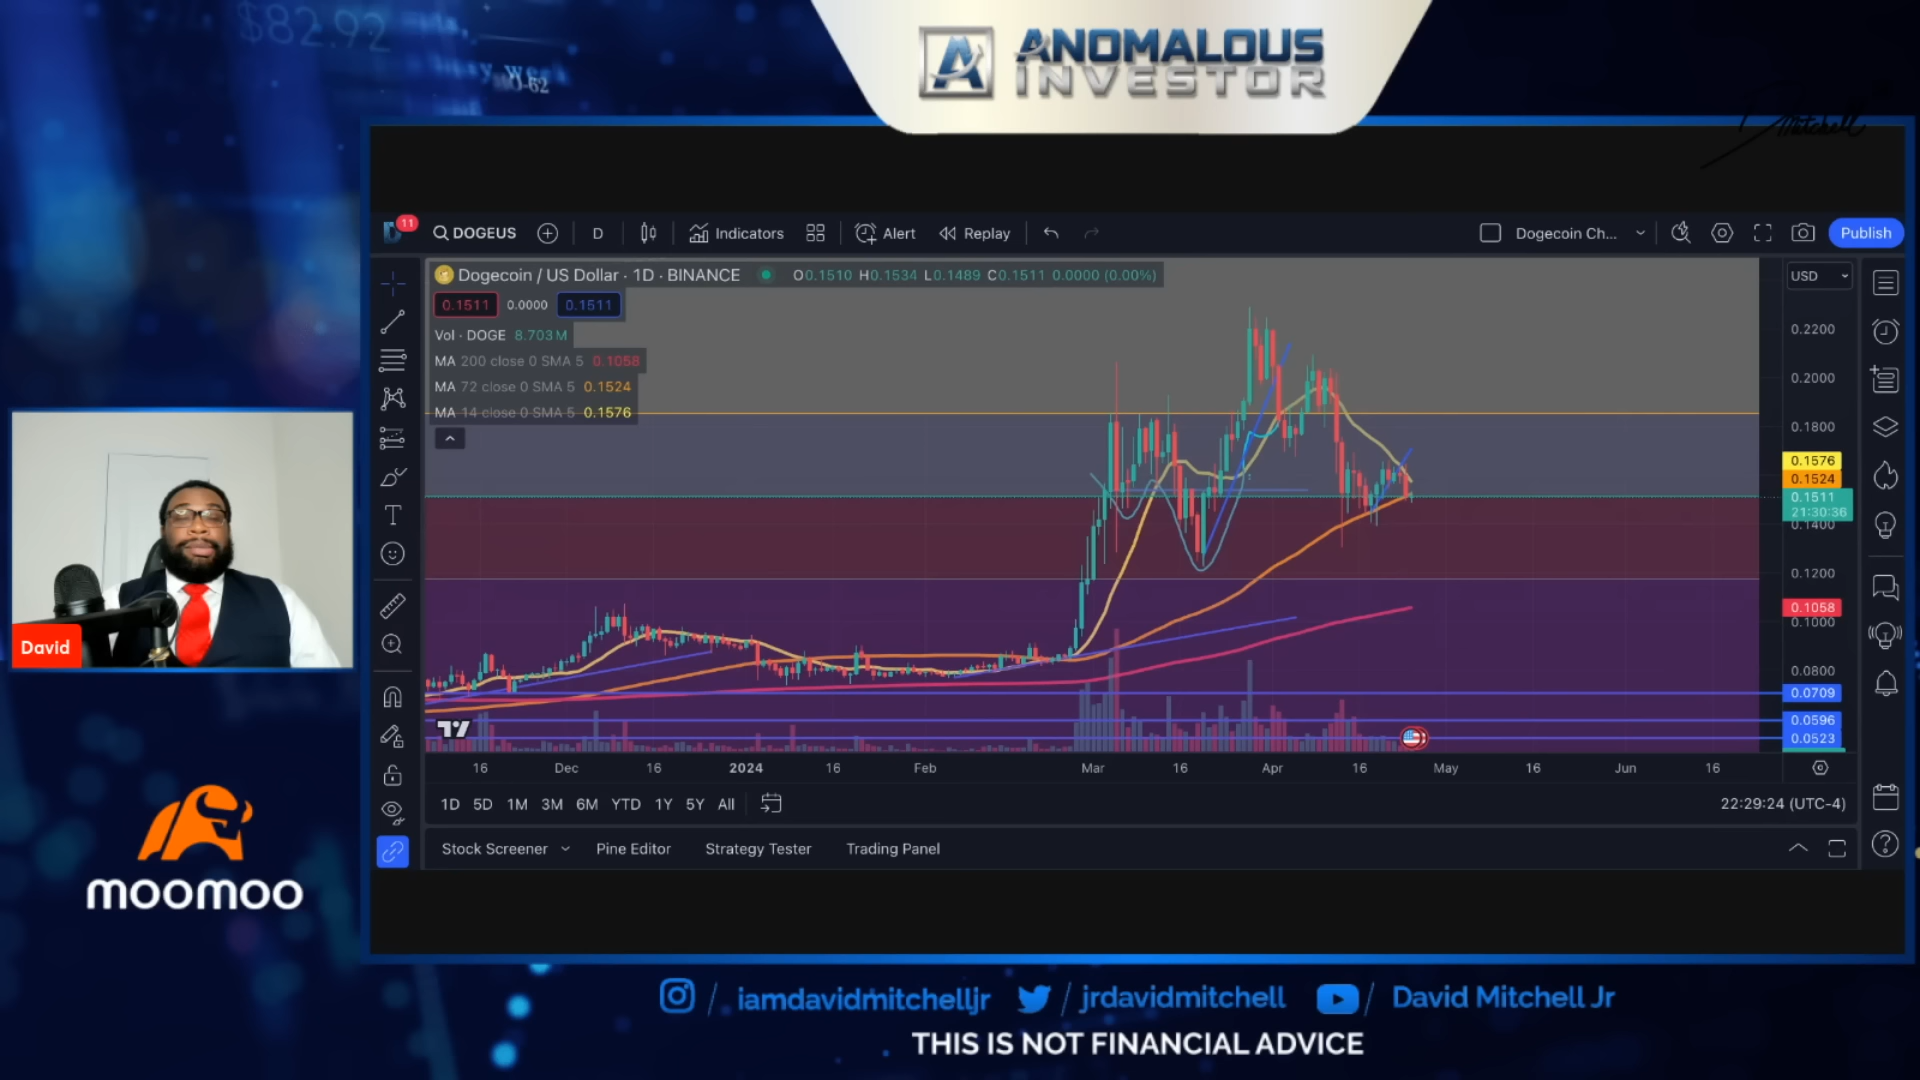 $82.92
ANOMALOUS
INVESTOR
DMitchell
11
DOGEUS
D
Indicators
Alert
Replay
Dogecoin Ch...
Publish
Dogecoin / US Dollar · 1D · BINANCE
O0.1510 H0.1534 L0.1489 C0.1511 0.0000 (0.00%)
USD
0.1511 0.0000 0.1511
Vol · DOGE 8.703M
MA 200 close 0 SMA 5 0.1058
MA 72 close 0 SMA 5 0.1524
MA 14 close 0 SMA 5 0.1576
0.2200
0.2000
0.1800
0.1576
0.1524
0.1511
21:30:36
0.1400
0.1200
0.1058
0.1000
0.0800
0.0709
0.0596
0.0523
David
16 Dec 16 2024 16 Feb Mar 16 Apr 16 May 16 Jun 16
1D 5D 1M 3M 6M YTD 1Y 5Y All
22:29:24 (UTC-4)
Stock Screener Pine Editor Strategy Tester Trading Panel
moomoo
/ iamdavidmitchelljr / jrdavidmitchell / David Mitchell Jr
THIS IS NOT FINANCIAL ADVICE